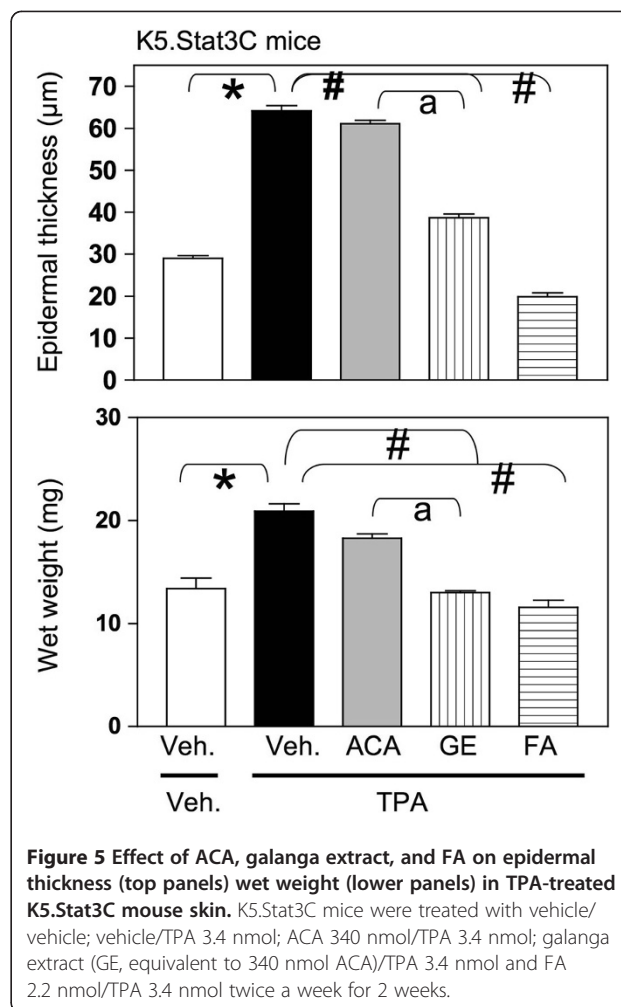 K5.Stat3C mice
Epidermal thickness (µm)
70
60
50
40
30
20
10
0
* # a #
Wet weight (mg)
30
20
10
0
* # a #
Veh. Veh. ACA GE FA
Veh. TPA
Figure 5 Effect of ACA, galanga extract, and FA on epidermal
thickness (top panels) wet weight (lower panels) in TPA-treated
K5.Stat3C mouse skin. K5.Stat3C mice were treated with vehicle/
vehicle; vehicle/TPA 3.4 nmol; ACA 340 nmol/TPA 3.4 nmol; galanga
extract (GE, equivalent to 340 nmol ACA)/TPA 3.4 nmol and FA
2.2 nmol/TPA 3.4 nmol twice a week for 2 weeks.